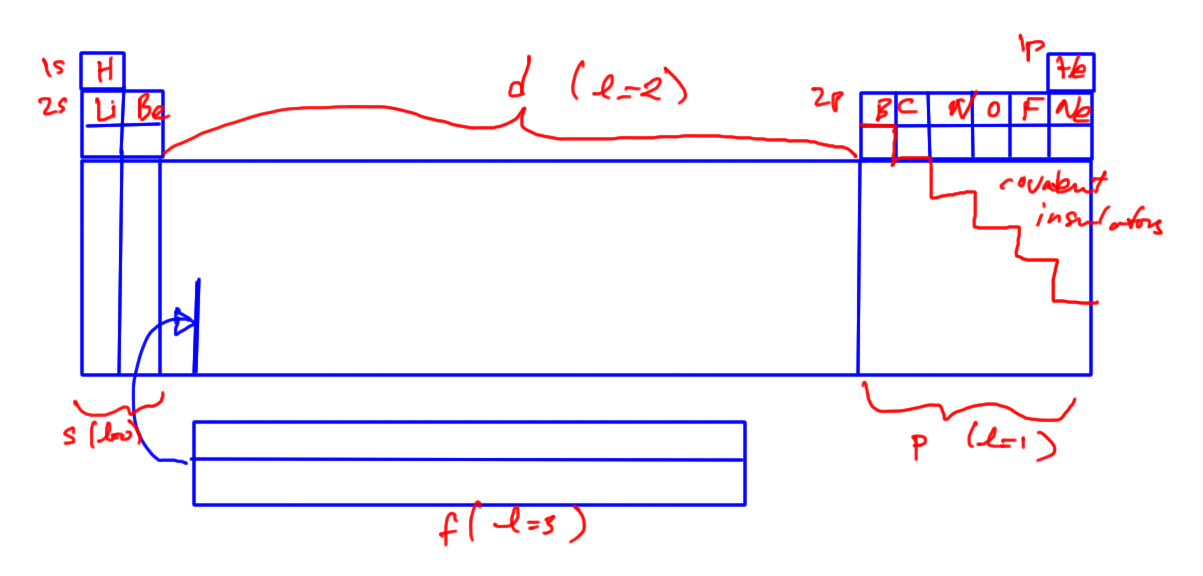 1p
1s H He
d (l=2)
2s Li Be 2p B C N O F Ne
covalent
insulators
s (l=0)
p (l=1)
f (l=3)